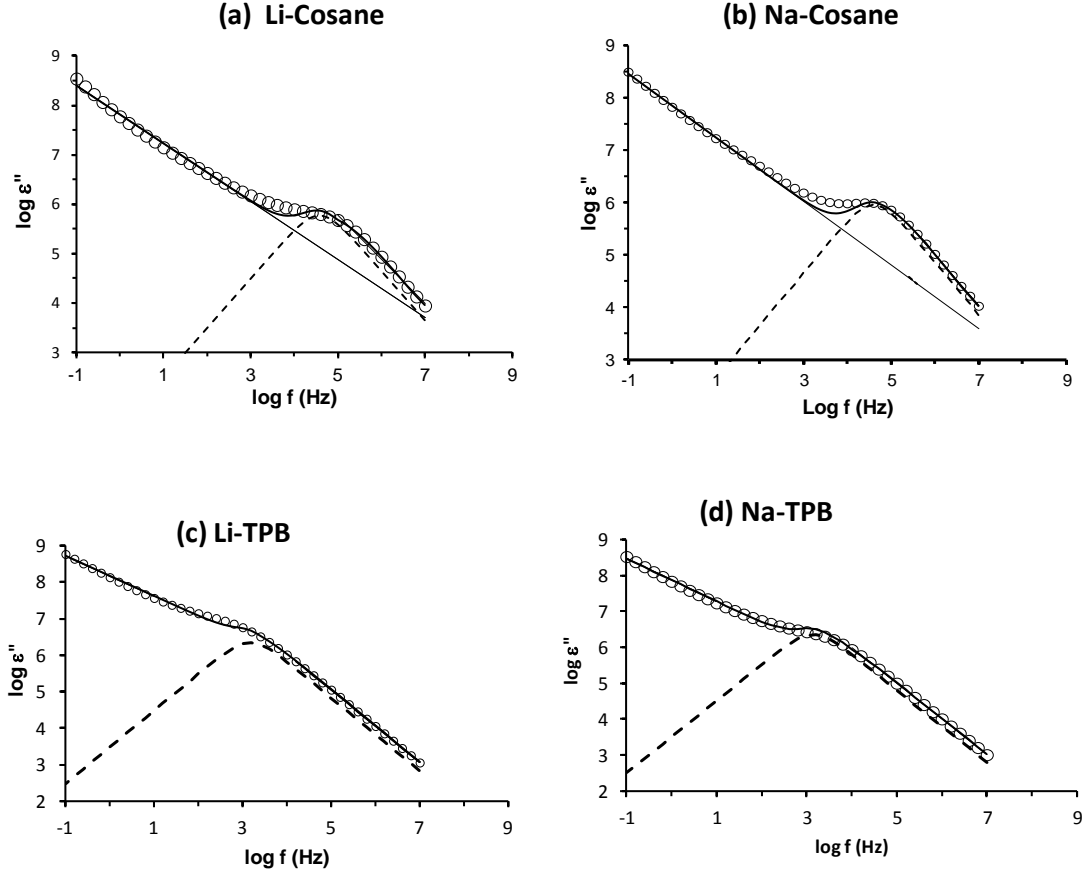 (a) Li-Cosane
9
8
7
6
5
4
3
log ε"
-1 1 3 5 7 9
log f (Hz)
(b) Na-Cosane
9
8
7
6
5
4
3
log ε"
-1 1 3 5 7 9
Log f (Hz)
(c) Li-TPB
9
8
7
6
5
4
3
2
log ε"
-1 1 3 5 7 9
log f (Hz)
(d) Na-TPB
9
8
7
6
5
4
3
2
log ε"
-1 1 3 5 7 9
log f (Hz)